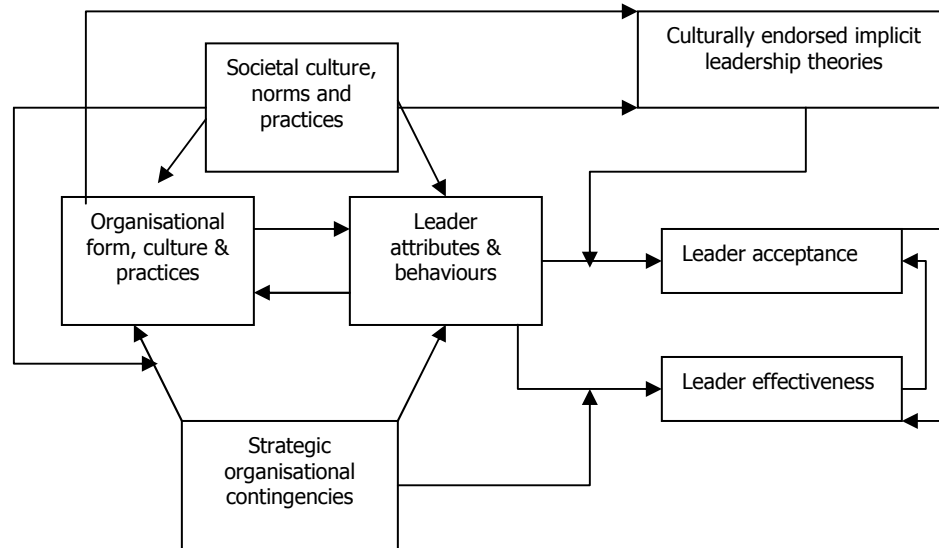 Culturally endorsed implicit
leadership theories
Societal culture,
norms and
practices
Organisational
form, culture &
practices
Leader
attributes &
behaviours
Leader acceptance
Leader effectiveness
Strategic
organisational
contingencies